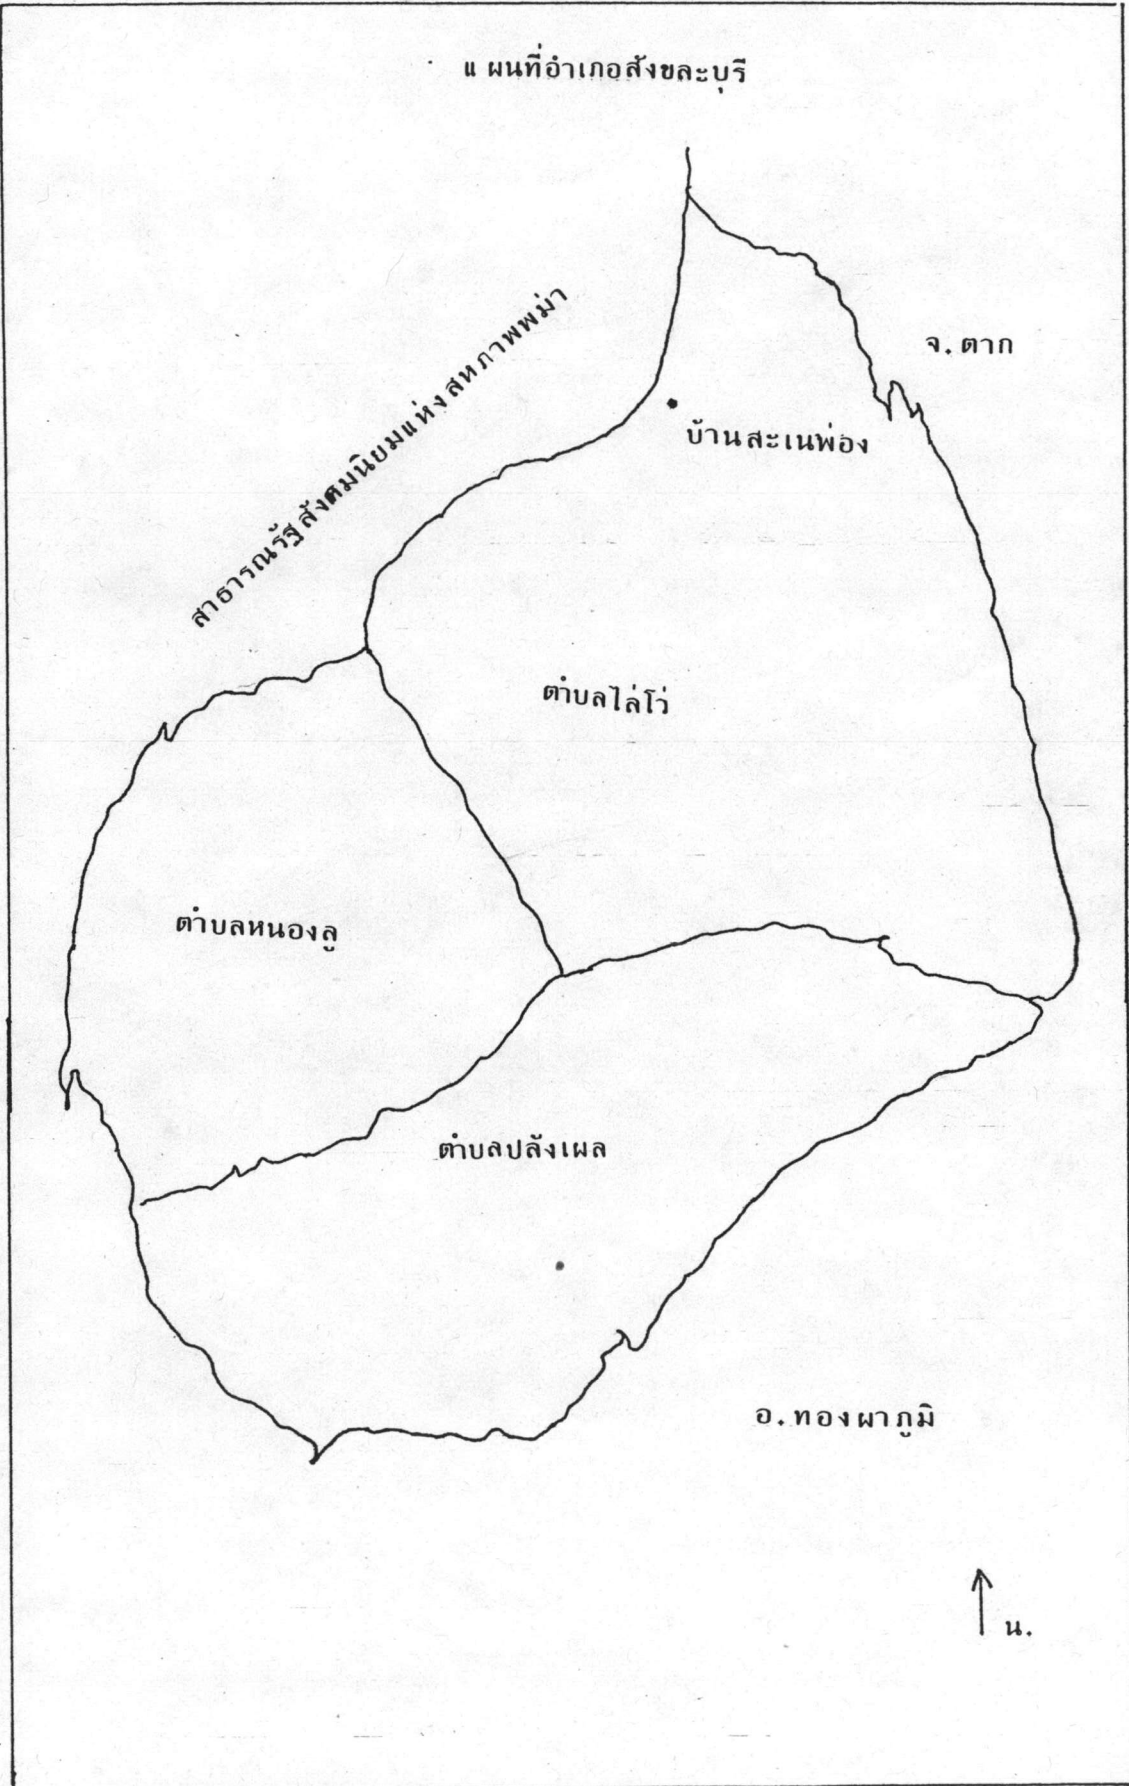 แผนที่อำเภอสังขละบุรี
สาธารณรัฐสังคมนิยมแห่งสหภาพพม่า
จ.ตาก
บ้านสะเนพ่อง
ตำบลไล่โว่
ตำบลหนองลู
ตำบลปลังเผล
อ.ทองผาภูมิ
น.